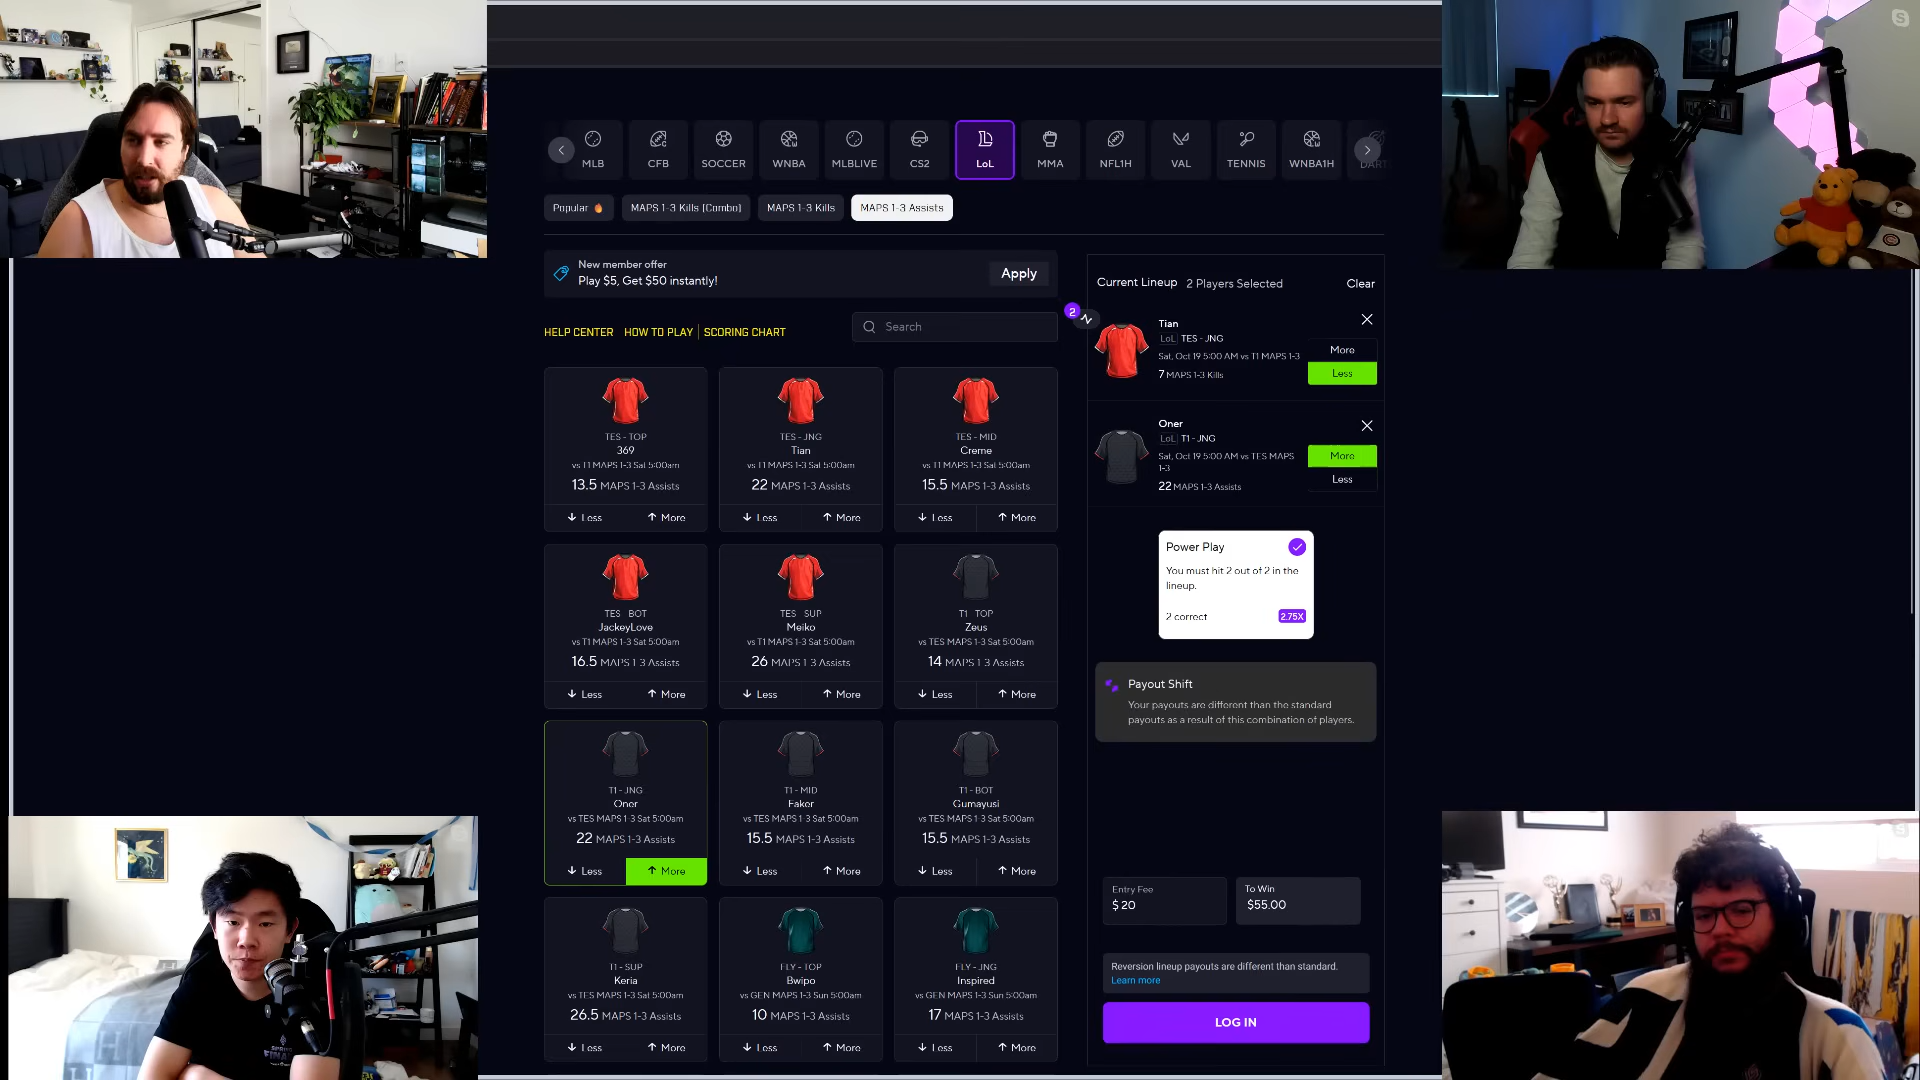 MLB
CFB
SOCCER
WNBA
MLBLIVE
CS2
LoL
MMA
NFL1H
VAL
TENNIS
WNBA1H
DARTS
Popular
MAPS 1-3 Kills (Combo)
MAPS 1-3 Kills
MAPS 1-3 Assists
New member offer
Play $5, Get $50 instantly!
Apply
HELP CENTER
HOW TO PLAY
SCORING CHART
Search
TES - TOP
369
vs T1 MAPS 1-3 Sat 5:00am
13.5 MAPS 1-3 Assists
Less
More
TES - JNG
Tian
vs T1 MAPS 1-3 Sat 5:00am
22 MAPS 1-3 Assists
Less
More
TES - MID
Creme
vs T1 MAPS 1-3 Sat 5:00am
15.5 MAPS 1-3 Assists
Less
More
TES - BOT
JackeyLove
vs T1 MAPS 1-3 Sat 5:00am
16.5 MAPS 1-3 Assists
Less
More
TES - SUP
Meiko
vs T1 MAPS 1-3 Sat 5:00am
26 MAPS 1-3 Assists
Less
More
T1 - TOP
Zeus
vs TES MAPS 1-3 Sat 5:00am
14 MAPS 1-3 Assists
Less
More
T1 - JNG
Oner
vs TES MAPS 1-3 Sat 5:00am
22 MAPS 1-3 Assists
Less
More
T1 - MID
Faker
vs TES MAPS 1-3 Sat 5:00am
15.5 MAPS 1-3 Assists
Less
More
T1 - BOT
Gumayusi
vs TES MAPS 1-3 Sat 5:00am
15.5 MAPS 1-3 Assists
Less
More
T1 - SUP
Keria
vs TES MAPS 1-3 Sat 5:00am
26.5 MAPS 1-3 Assists
Less
More
FLY - TOP
Bwipo
vs GEN MAPS 1-3 Sun 5:00am
10 MAPS 1-3 Assists
Less
More
FLY - JNG
Inspired
vs GEN MAPS 1-3 Sun 5:00am
17 MAPS 1-3 Assists
Less
More
2
Current Lineup 2 Players Selected
Clear
Tian
LoL TES - JNG
Sat, Oct 19 5:00 AM vs T1 MAPS 1-3
7 MAPS 1-3 Kills
More
Less
Oner
LoL T1 - JNG
Sat, Oct 19 5:00 AM vs TES MAPS
1-3
22 MAPS 1-3 Assists
More
Less
Power Play
You must hit 2 out of 2 in the
lineup.
2 correct
2.75X
Payout Shift
Your payouts are different than the standard
payouts as a result of this combination of players.
Entry Fee
$ 20
To Win
$55.00
Reversion lineup payouts are different than standard.
Learn more
LOG IN